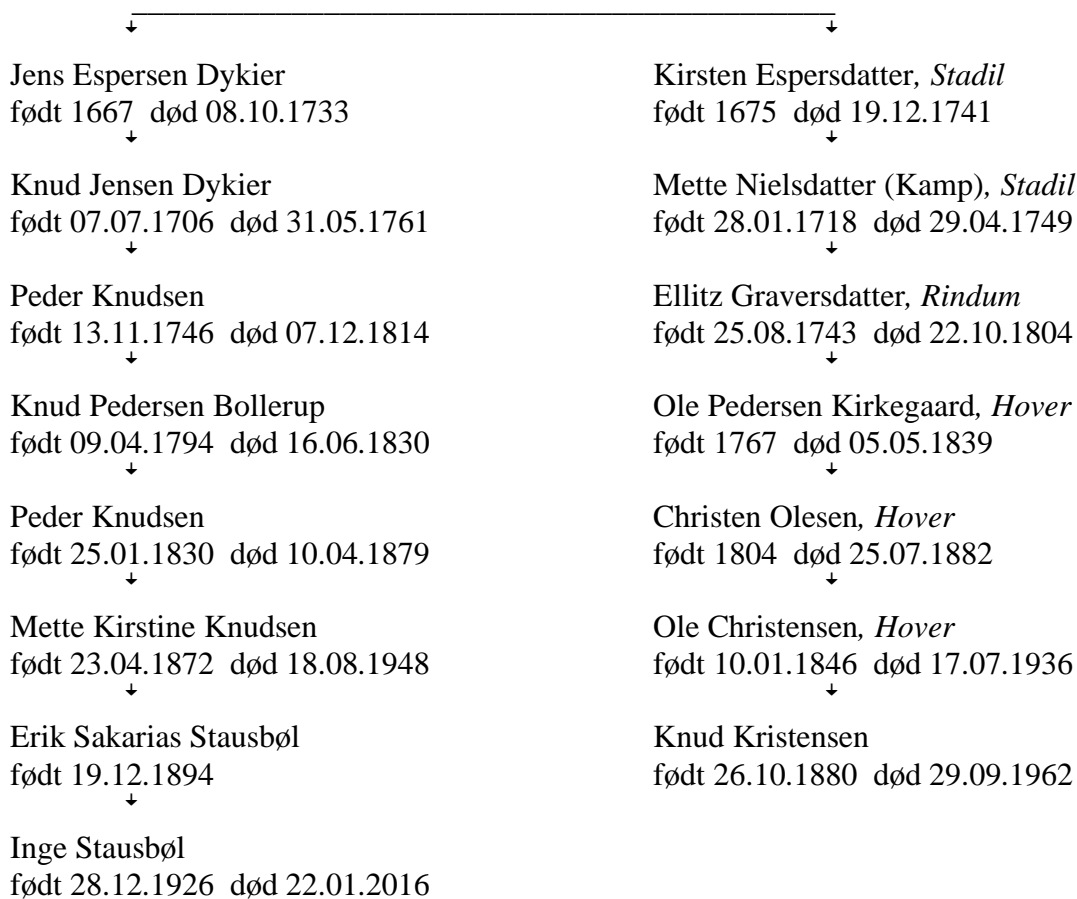 Jens Espersen Dykier
født 1667 død 08.10.1733
Kirsten Espersdatter, Stadil
født 1675 død 19.12.1741
Knud Jensen Dykier
født 07.07.1706 død 31.05.1761
Mette Nielsdatter (Kamp), Stadil
født 28.01.1718 død 29.04.1749
Peder Knudsen
født 13.11.1746 død 07.12.1814
Ellitz Graversdatter, Rindum
født 25.08.1743 død 22.10.1804
Knud Pedersen Bollerup
født 09.04.1794 død 16.06.1830
Ole Pedersen Kirkegaard, Hover
født 1767 død 05.05.1839
Peder Knudsen
født 25.01.1830 død 10.04.1879
Christen Olesen, Hover
født 1804 død 25.07.1882
Mette Kirstine Knudsen
født 23.04.1872 død 18.08.1948
Ole Christensen, Hover
født 10.01.1846 død 17.07.1936
Erik Sakarias Stausbøl
født 19.12.1894
Knud Kristensen
født 26.10.1880 død 29.09.1962
Inge Stausbøl
født 28.12.1926 død 22.01.2016